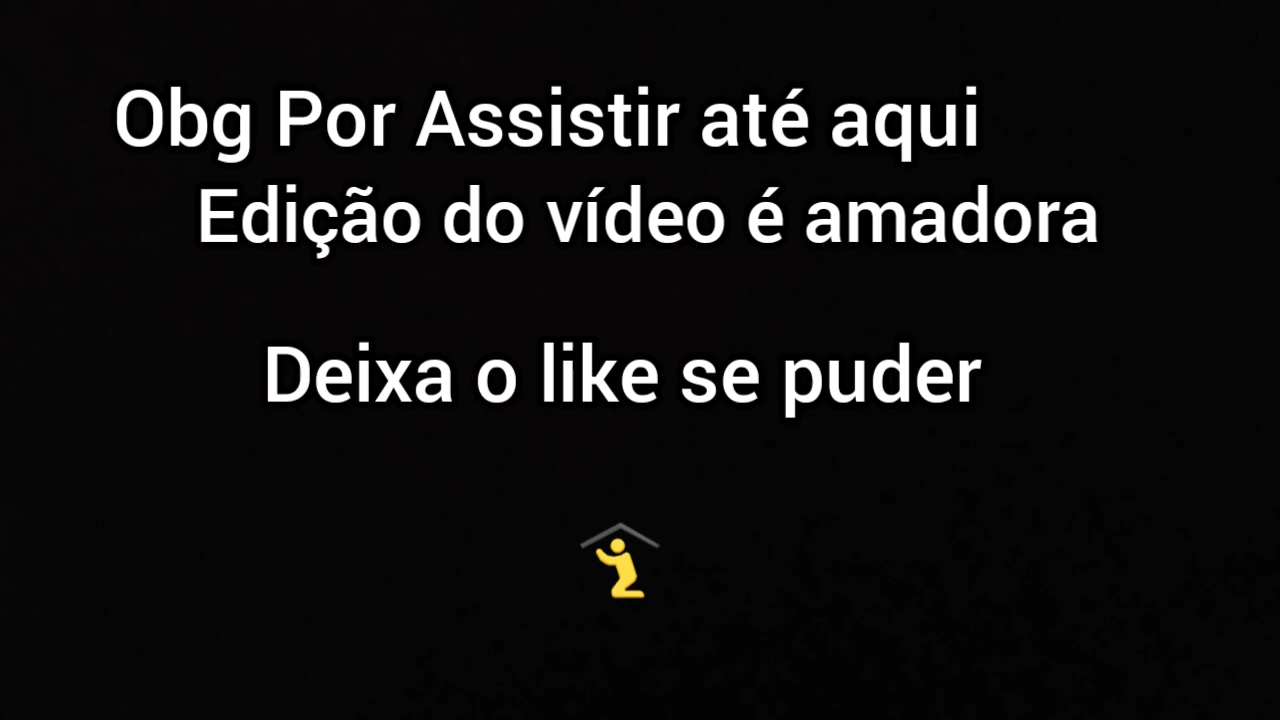 Obg Por Assistir até aqui
Edição do vídeo é amadora
Deixa o like se puder